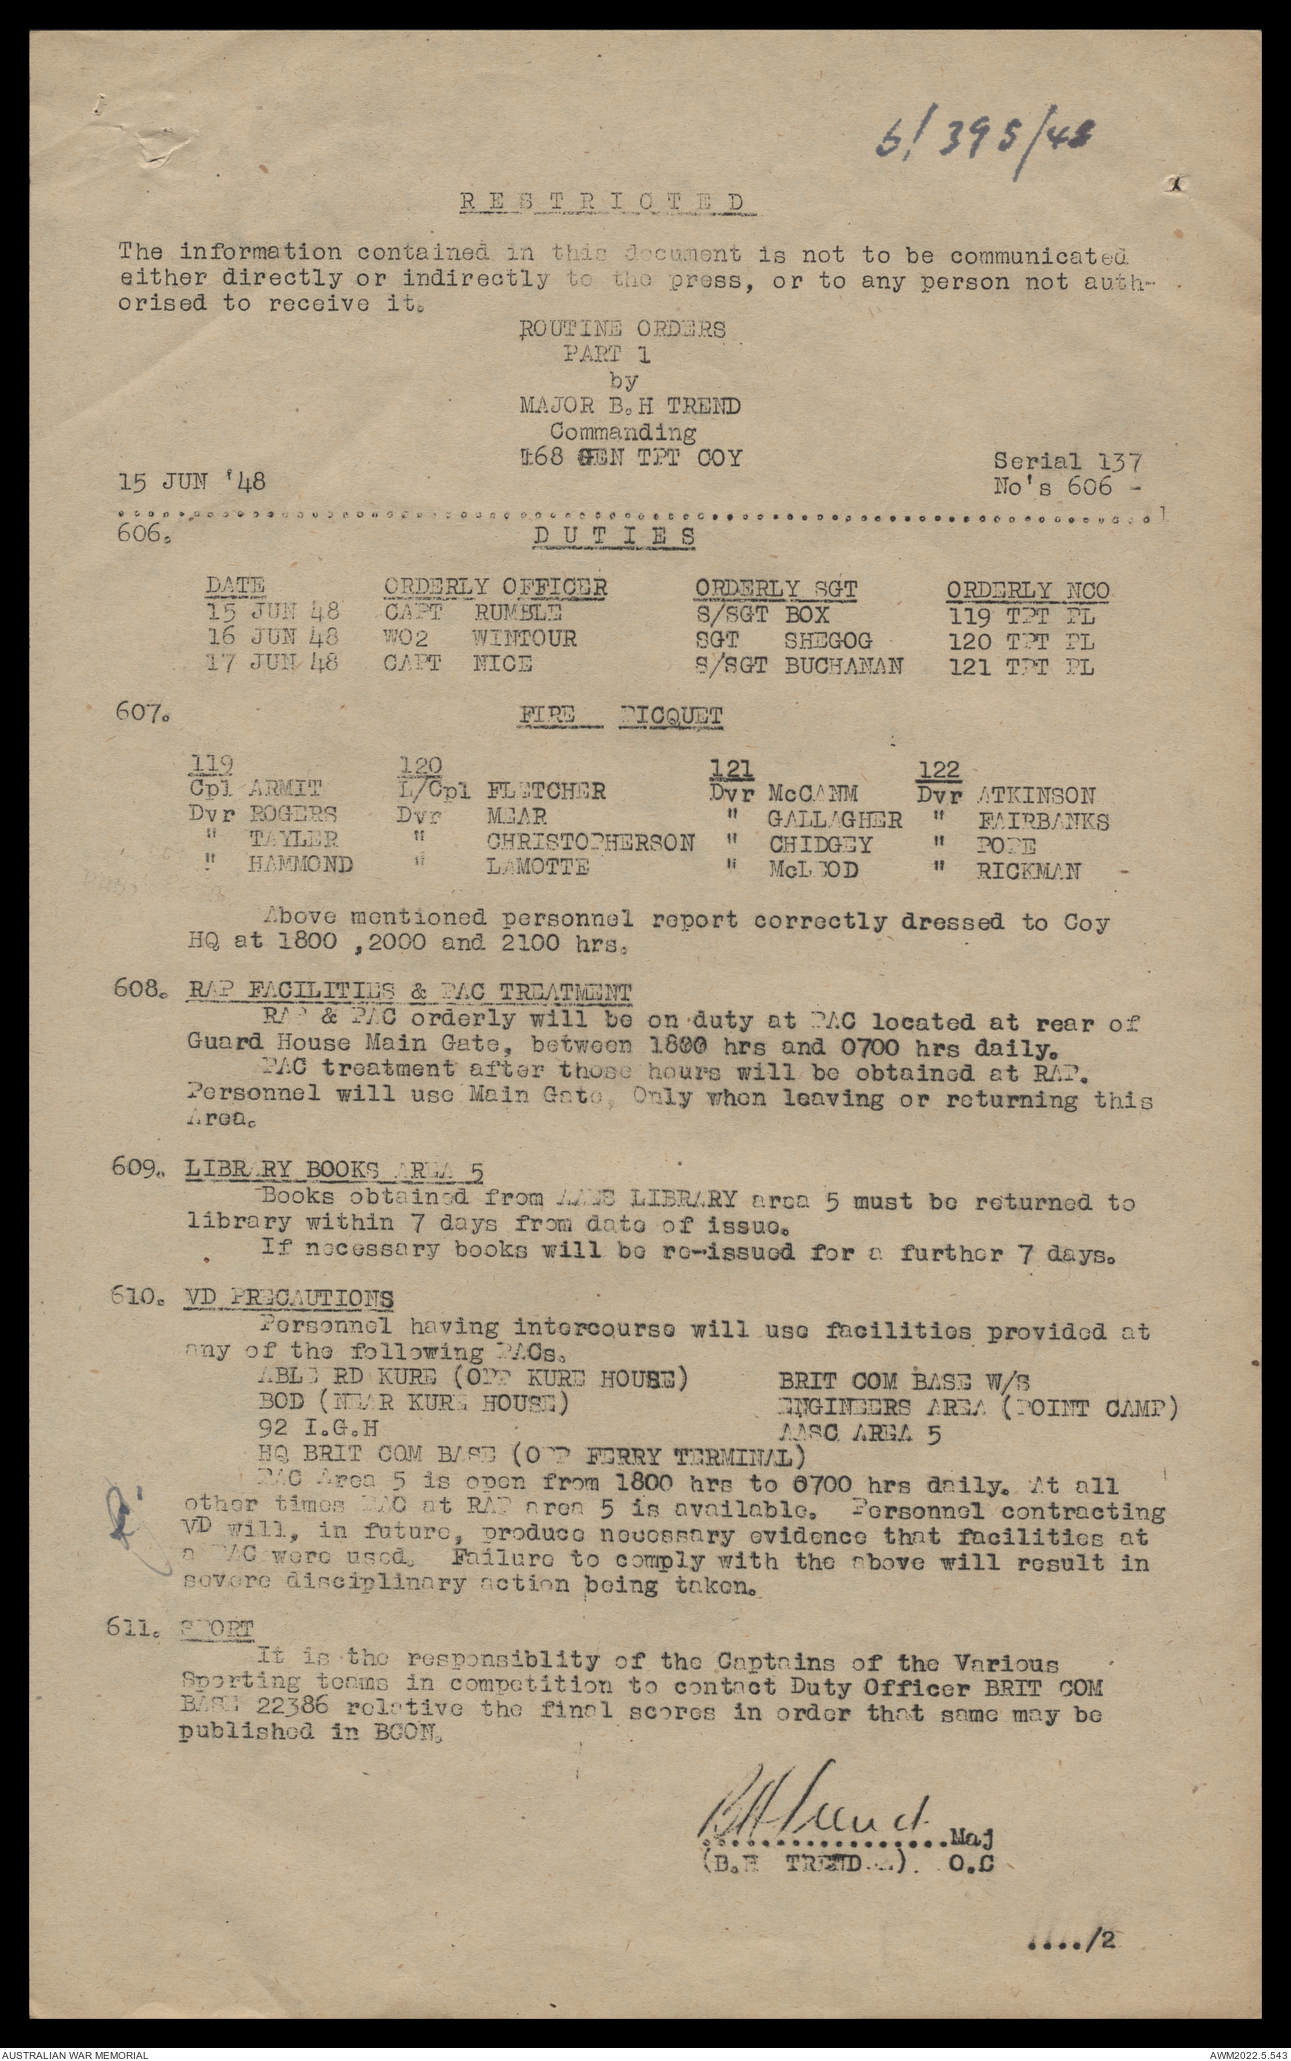 5/395/48
RESTRICTED
The information contained in this document is not to be communicated
either directly or indirectly to the press, or to any person not auth-
orised to receive it.
ROUTINE ORDERS
PART 1
by
MAJOR B.H TREND
Commanding
168 GEN TPT COY
Serial 137
15 JUN '48
No's 606 -
606.
DUTIES
DATE ORDERLY OFFICER ORDERLY SGT ORDERLY NCO
15 JUN 48 CAPT RUMBLE S/SGT BOX 119 TPT PL
16 JUN 48 WO2 WINTOUR SGT SHEGOG 120 TPT PL
17 JUN 48 CAPT NICE S/SGT BUCHANAN 121 TPT PL
607. FIRE PICQUET
119 120 121 122
Cpl ARMIT L/Cpl FLETCHER Dvr McCANM Dvr ATKINSON
Dvr ROGERS Dvr MEAR " GALLAGHER " FAIRBANKS
" TAYLER " CHRISTOPHERSON " CHIDGEY " POPE
" HAMMOND " LAMOTTE " McLEOD " RICKMAN
Above mentioned personnel report correctly dressed to Coy
HQ at 1800 ,2000 and 2100 hrs.
608. RAP FACILITIES & PAC TREATMENT
RAP & PAC orderly will be on duty at PAC located at rear of
Guard House Main Gate, between 1800 hrs and 0700 hrs daily.
PAC treatment after those hours will be obtained at RAP.
Personnel will use Main Gate, Only when leaving or returning this
Area.
609. LIBRARY BOOKS AREA 5
Books obtained from AAES LIBRARY area 5 must be returned to
library within 7 days from date of issue.
If necessary books will be re-issued for a further 7 days.
610. VD PRECAUTIONS
Personnel having intercourse will use facilities provided at
any of the following PACs.
ABLE RD KURE (OPP KURE HOUSE) BRIT COM BASE W/S
BOD (NEAR KURE HOUSE) ENGINEERS AREA (POINT CAMP)
92 I.G.H AASC AREA 5
HQ BRIT COM BASE (OPP FERRY TERMINAL)
PAC Area 5 is open from 1800 hrs to 0700 hrs daily. At all
other times PAC at RAP area 5 is available. Personnel contracting
VD will, in future, produce necessary evidence that facilities at
a PAC were used. Failure to comply with the above will result in
severe disciplinary action being taken.
611. SPORT
It is the responsiblity of the Captains of the Various
Sporting teams in competition to contact Duty Officer BRIT COM
BASE 22386 relative the final scores in order that same may be
published in BCON.
BH Trend
.................Maj
(B.H TREND ) O.C
..../2
AUSTRALIAN WAR MEMORIAL
AWM2022.5.543